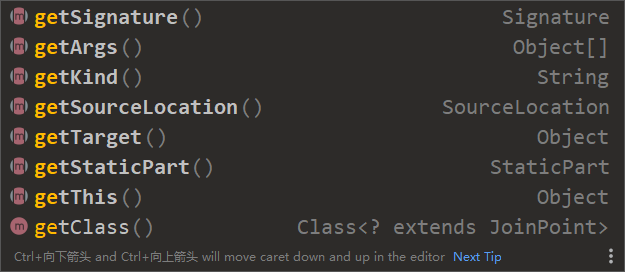 getSignature() Signature
getArgs() Object[]
getKind() String
getSourceLocation() SourceLocation
getTarget() Object
getStaticPart() StaticPart
getThis() Object
getClass() Class<? extends JoinPoint>
Ctrl+向下箭头 and Ctrl+向上箭头 will move caret down and up in the editor Next Tip